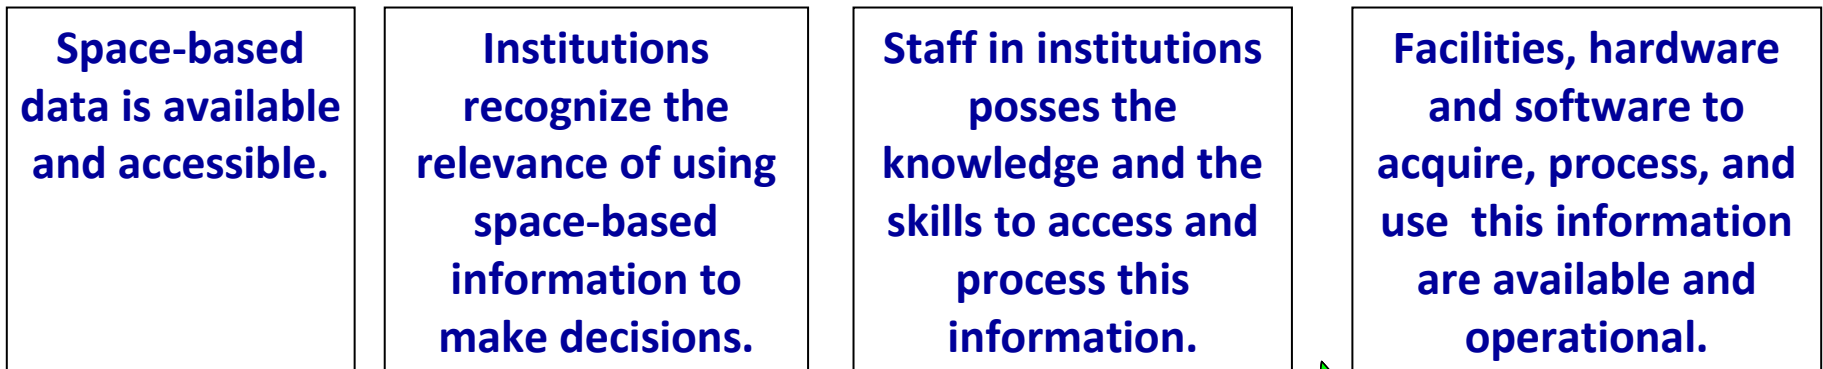 Space-based
data is available
and accessible.
Institutions
recognize the
relevance of using
space-based
information to
make decisions.
Staff in institutions
posses the
knowledge and the
skills to access and
process this
information.
Facilities, hardware
and software to
acquire, process, and
use  this information
are available and
operational.